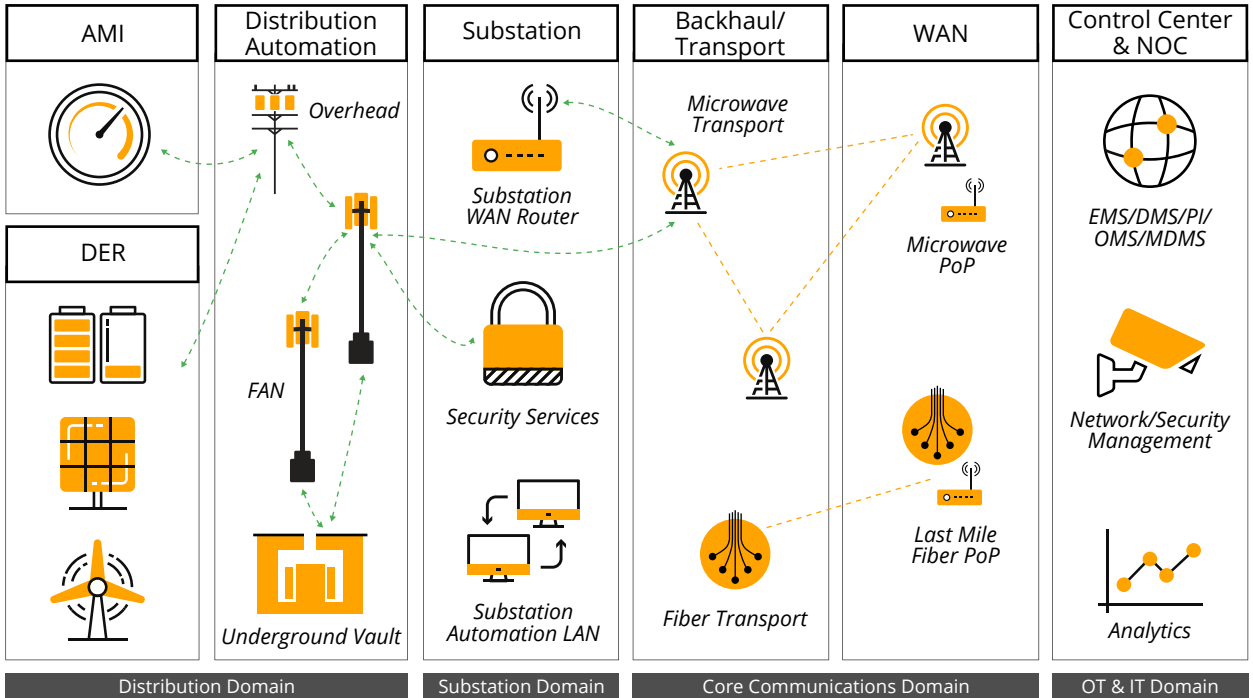 AMI
Distribution
Automation
Substation
Backhaul/
Transport
WAN
Control Center
& NOC
Overhead
Microwave
Transport
Substation
WAN Router
Microwave
PoP
EMS/DMS/PI/
OMS/MDMS
DER
FAN
Security Services
Network/Security
Management
Last Mile
Fiber PoP
Underground Vault
Substation
Automation LAN
Fiber Transport
Analytics
Distribution Domain
Substation Domain
Core Communications Domain
OT & IT Domain